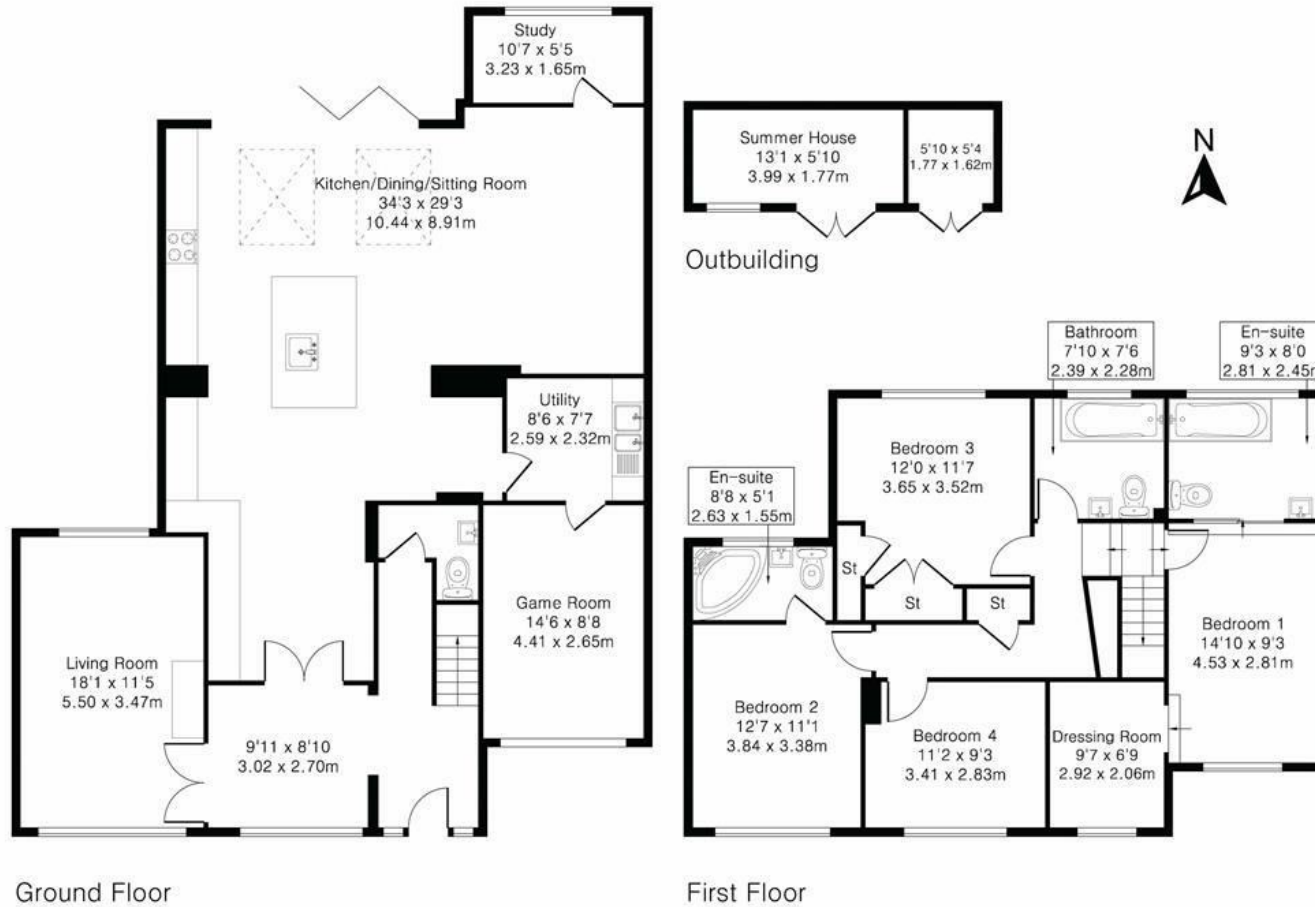 Study
10'7 x 5'5
3.23 x 1.65m
Kitchen/Dining/Sitting Room
34'3 x 29'3
10.44 x 8.91m
Utility
8'6 x 7'7
2.59 x 2.32m
Game Room
14'6 x 8'8
4.41 x 2.65m
Living Room
18'1 x 11'5
5.50 x 3.47m
9'11 x 8'10
3.02 x 2.70m
Ground Floor
Summer House
13'1 x 5'10
3.99 x 1.77m
5'10 x 5'4
1.77 x 1.62m
Outbuilding
N
Bathroom
7'10 x 7'6
2.39 x 2.28m
En-suite
9'3 x 8'0
2.81 x 2.45m
Bedroom 3
12'0 x 11'7
3.65 x 3.52m
En-suite
8'8 x 5'1
2.63 x 1.55m
St
St
St
Bedroom 1
14'10 x 9'3
4.53 x 2.81m
Bedroom 2
12'7 x 11'1
3.84 x 3.38m
Bedroom 4
11'2 x 9'3
3.41 x 2.83m
Dressing Room
9'7 x 6'9
2.92 x 2.06m
First Floor